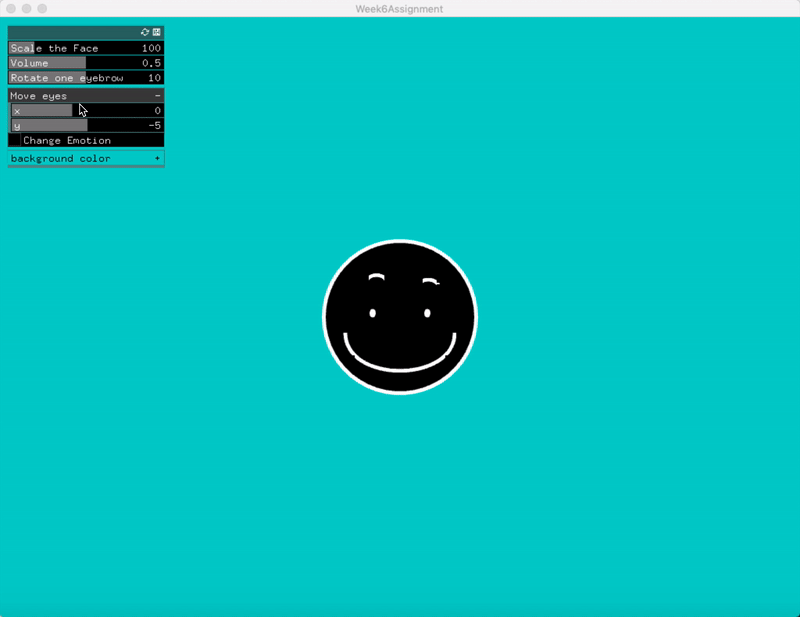 Week6Assignment
Scale the Face 100
Volume 0.5
Rotate one eyebrow 10
Move eyes -
x 0
y -5
Change Emotion
background color +